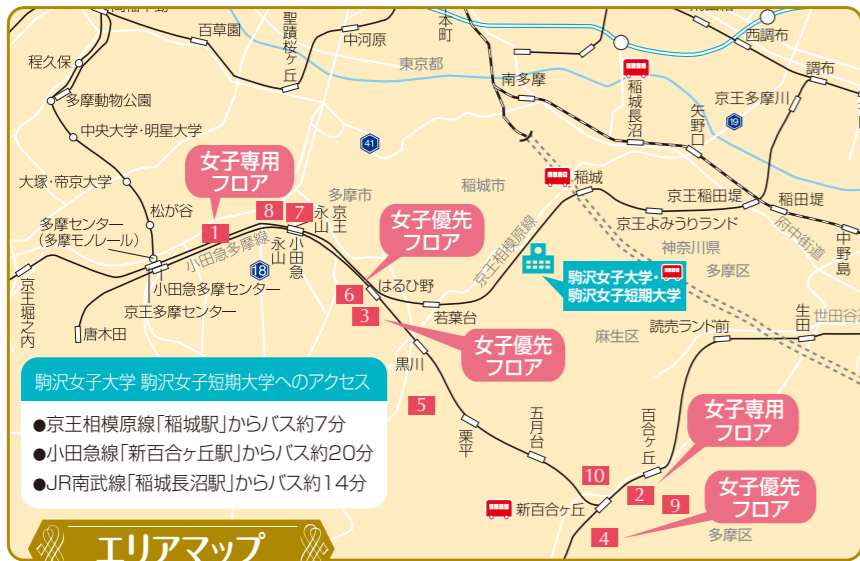 百草園
聖蹟桜ヶ丘
中河原
本町
西調布
程久保
東京都
調布
多摩動物公園
南多摩
稲城長沼
京王多摩川
矢野口
19
中央大学・明星大学
41
女子専用
フロア
大塚・帝京大学
多摩市
稲城市
稲城
京王稲田堤
稲田堤
松が谷
1
8
7
京王永山
小田急永山
女子優先
フロア
京王相模原線
京王よみうりランド
府中街道
中野島
多摩センター
(多摩モノレール)
小田急多摩線
18
神奈川県
多摩区
駒沢女子大学・
駒沢女子短期大学
京王堀之内
小田急多摩センター
京王多摩センター
6
はるひ野
3
若葉台
唐木田
女子優先
フロア
麻生区
読売ランド前
生田
世田谷
黒川
駒沢女子大学 駒沢女子短期大学へのアクセス
●京王相模原線「稲城駅」からバス約7分
●小田急線「新百合ヶ丘駅」からバス約20分
●JR南武線「稲城長沼駅」からバス約14分
5
栗平
五月台
百合ヶ丘
女子専用
フロア
10
2
9
女子優先
フロア
新百合ヶ丘
4
多摩区
エリアマップ